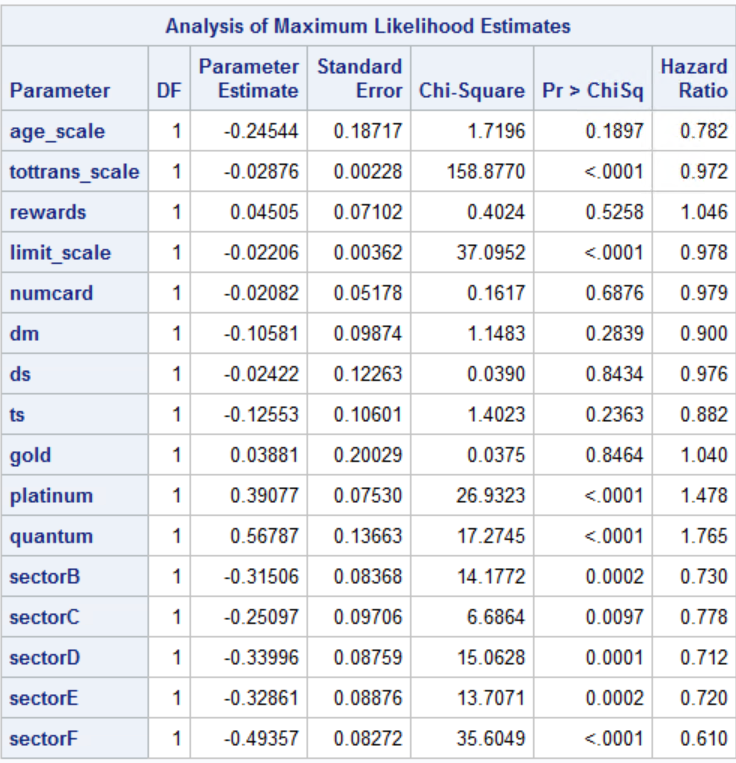 Analysis of Maximum Likelihood Estimates
Parameter DF Parameter Estimate Standard Error Chi-Square Pr > ChiSq Hazard Ratio
age_scale 1 -0.24544 0.18717 1.7196 0.1897 0.782
tottrans_scale 1 -0.02876 0.00228 158.8770 <.0001 0.972
rewards 1 0.04505 0.07102 0.4024 0.5258 1.046
limit_scale 1 -0.02206 0.00362 37.0952 <.0001 0.978
numcard 1 -0.02082 0.05178 0.1617 0.6876 0.979
dm 1 -0.10581 0.09874 1.1483 0.2839 0.900
ds 1 -0.02422 0.12263 0.0390 0.8434 0.976
ts 1 -0.12553 0.10601 1.4023 0.2363 0.882
gold 1 0.03881 0.20029 0.0375 0.8464 1.040
platinum 1 0.39077 0.07530 26.9323 <.0001 1.478
quantum 1 0.56787 0.13663 17.2745 <.0001 1.765
sectorB 1 -0.31506 0.08368 14.1772 0.0002 0.730
sectorC 1 -0.25097 0.09706 6.6864 0.0097 0.778
sectorD 1 -0.33996 0.08759 15.0628 0.0001 0.712
sectorE 1 -0.32861 0.08876 13.7071 0.0002 0.720
sectorF 1 -0.49357 0.08272 35.6049 <.0001 0.610